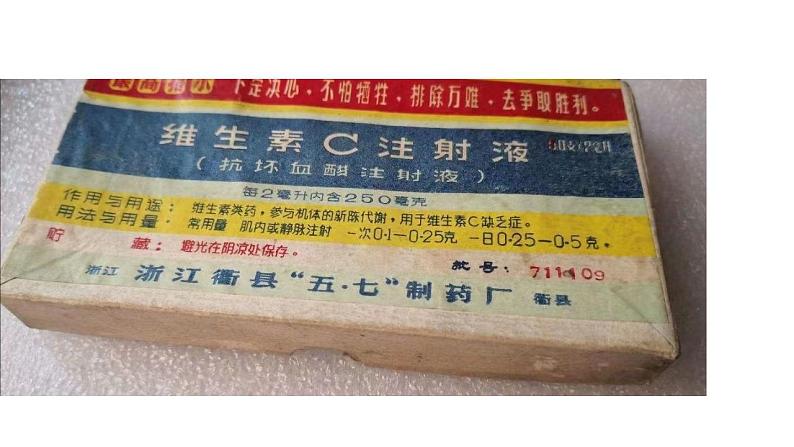 最高指示
下定决心，不怕牺牲，排除万难，去争取胜利。
维生素C注射液
（抗坏血酸注射液）
每2毫升内含250毫克
作用与用途：维生素类药，参与机体的新陈代谢，用于维生素C缺乏症。
用法与用量：常用量 肌内或静脉注射 一次0·1—0·25克 一日0·25—0·5克。
贮 藏：避光在阴凉处保存。
批号：711109
浙江 浙江衢县“五·七”制药厂 衢县